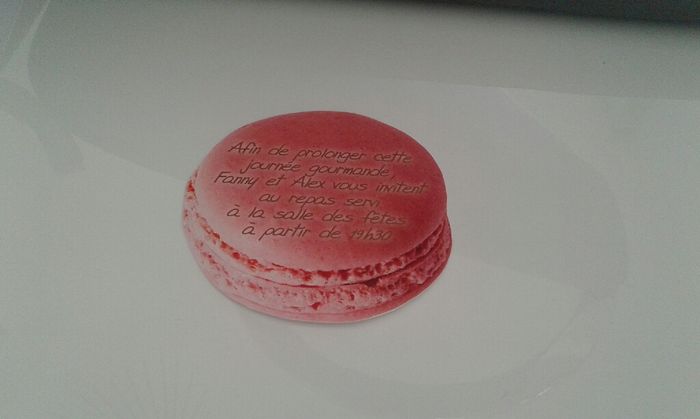 Afin de prolonger cette
journée gourmande,
Fanny et Alex vous invitent
au repas servi
à la salle des fêtes
à partir de 19h30